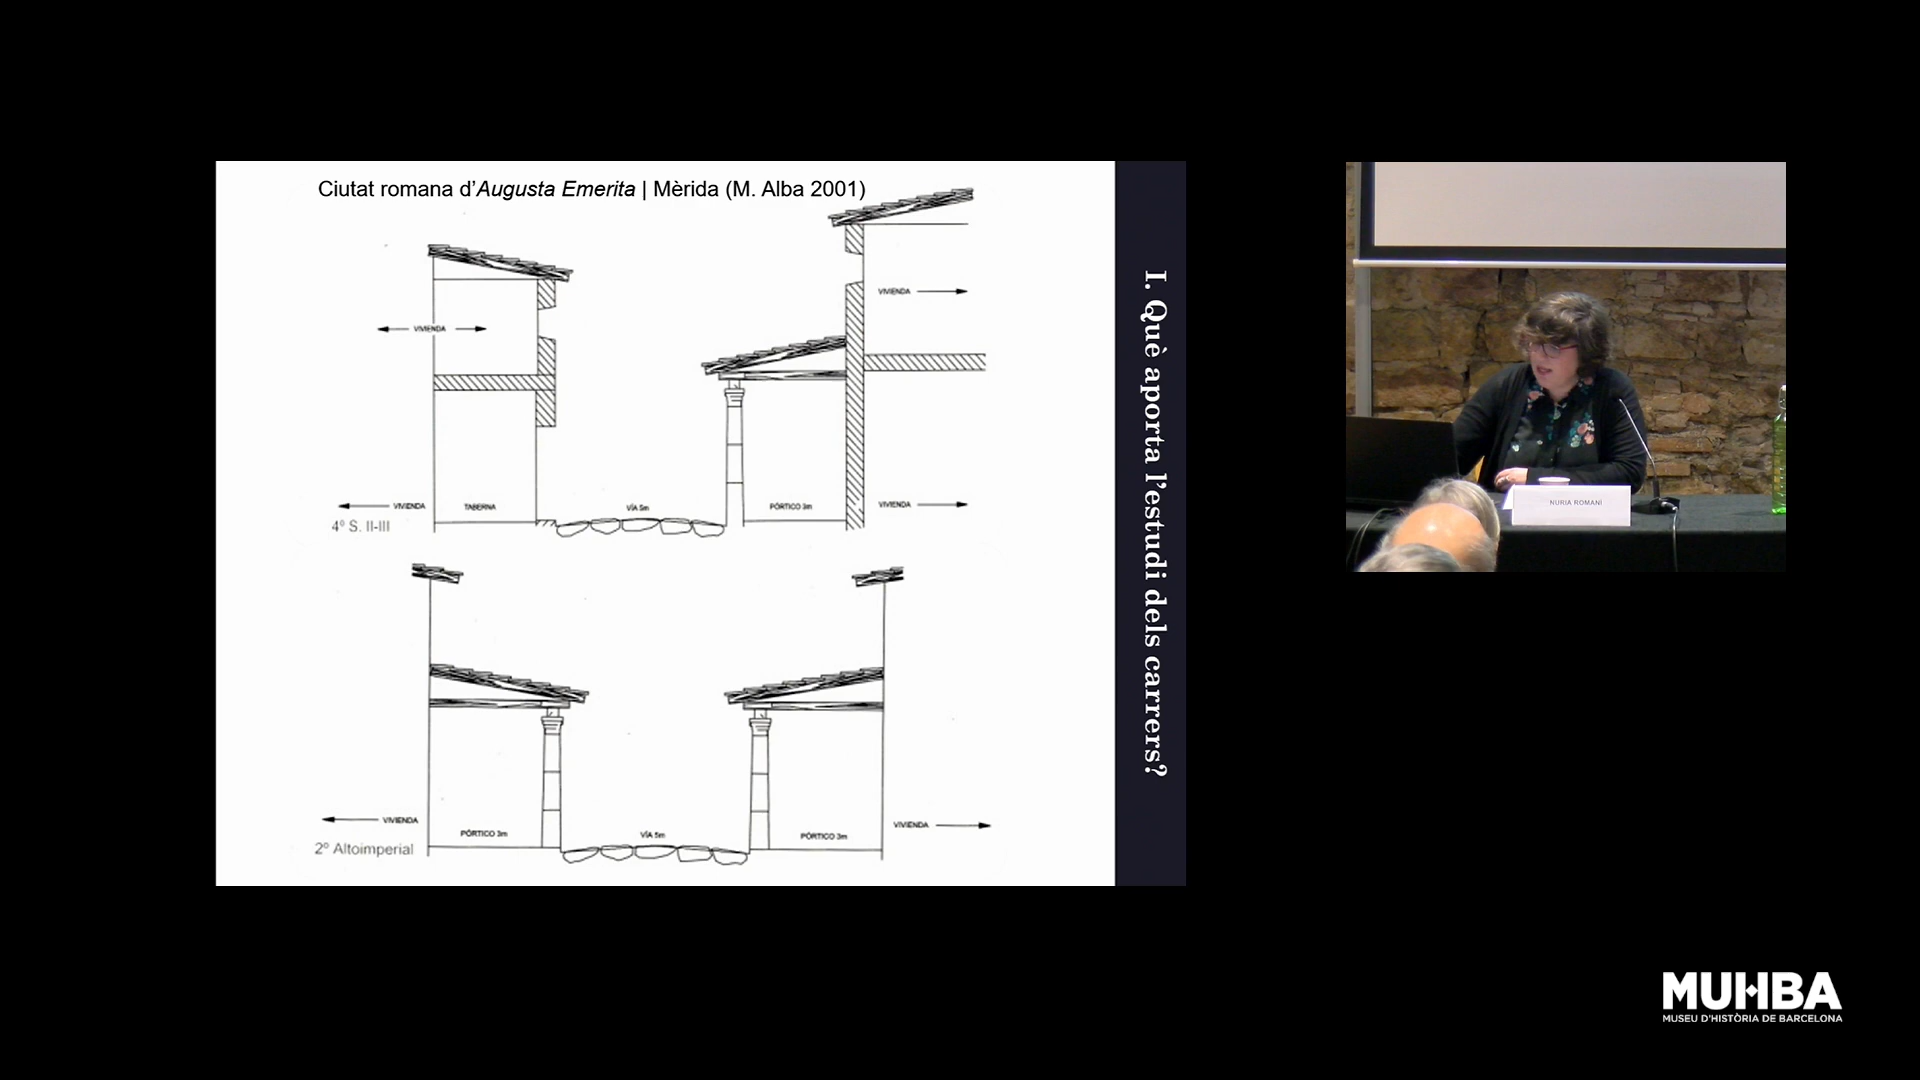 Ciutat romana d’Augusta Emerita | Mèrida (M. Alba 2001)
VIVIENDA
VIVIENDA
VIVIENDA
TABERNA
VÍA 5m
PÓRTICO 3m
VIVIENDA
4º S. II-III
VIVIENDA
PÓRTICO 3m
VÍA 5m
PÓRTICO 3m
VIVIENDA
2º Altoimperial
I. Què aporta l’estudi dels carrers?
NURIA ROMANÍ
MUHBA
MUSEU D'HISTÒRIA DE BARCELONA